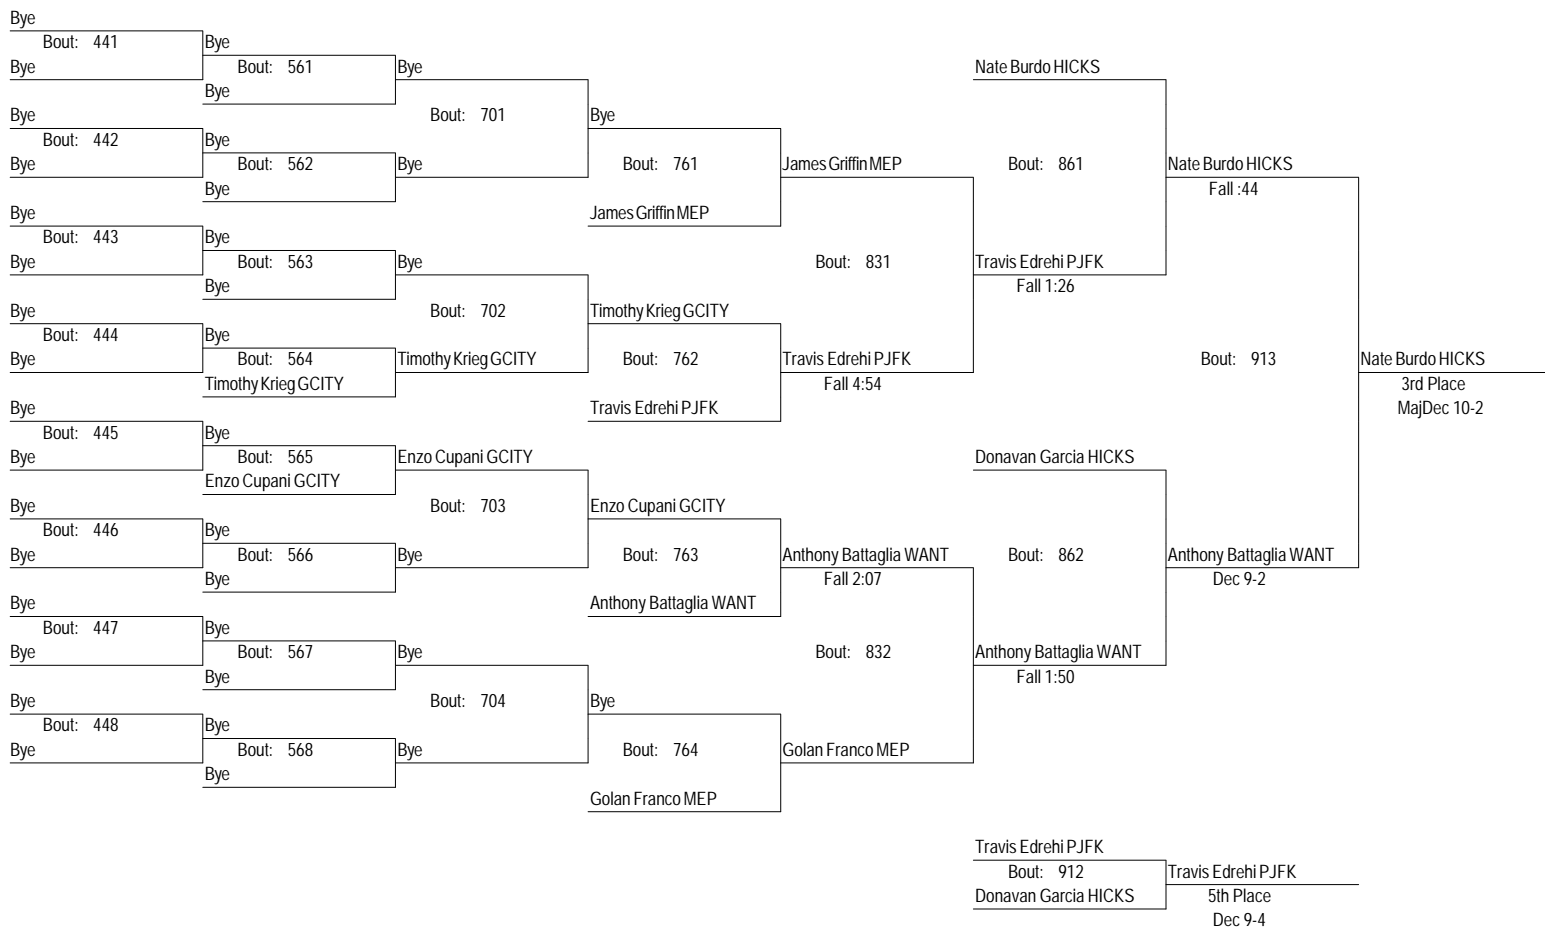 Bye
Bout: 441
Bye
Bye
Bout: 561
Bye
Bye
Bout: 442
Bye
Bye
Bout: 562
Bye
Bye
Bout: 443
Bye
Bye
Bout: 563
Bye
Bye
Bout: 444
Bye
Bye
Bout: 564
Timothy Krieg GCITY
Bye
Bout: 445
Bye
Bye
Bout: 565
Enzo Cupani GCITY
Bye
Bout: 446
Bye
Bye
Bout: 566
Bye
Bye
Bout: 447
Bye
Bye
Bout: 567
Bye
Bye
Bout: 448
Bye
Bye
Bout: 568
Bye
Bye
Bout: 701
Bye
Bye
Bout: 702
Timothy Krieg GCITY
Enzo Cupani GCITY
Bout: 703
Bye
Bye
Bout: 704
Bye
Bye
Bout: 761
James Griffin MEP
Timothy Krieg GCITY
Bout: 762
Travis Edrehi PJFK
Enzo Cupani GCITY
Bout: 763
Anthony Battaglia WANT
Bye
Bout: 764
Golan Franco MEP
James Griffin MEP
Bout: 831
Travis Edrehi PJFK
Fall 4:54
Anthony Battaglia WANT
Fall 2:07
Bout: 832
Golan Franco MEP
Nate Burdo HICKS
Bout: 861
Travis Edrehi PJFK
Fall 1:26
Donavan Garcia HICKS
Bout: 862
Anthony Battaglia WANT
Fall 1:50
Nate Burdo HICKS
Fall :44
Bout: 913
Anthony Battaglia WANT
Dec 9-2
Nate Burdo HICKS
3rd Place
MajDec 10-2
Travis Edrehi PJFK
Bout: 912
Donavan Garcia HICKS
Travis Edrehi PJFK
5th Place
Dec 9-4